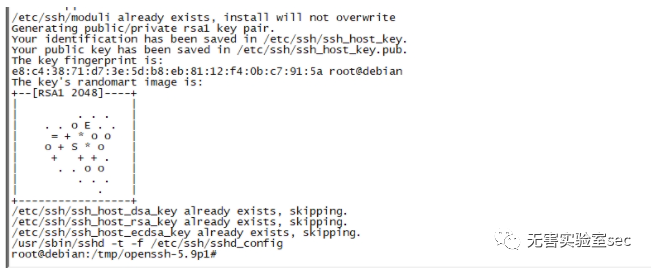 /etc/ssh/moduli already exists, install will not overwrite
Generating public/private rsa1 key pair.
Your identification has been saved in /etc/ssh/ssh_host_key.
Your public key has been saved in /etc/ssh/ssh_host_key.pub.
The key fingerprint is:
e8:c4:38:71:d7:3e:5d:b8:eb:81:12:f4:0b:c7:91:5a root@debian
The key's randomart image is:
+--[RSA1 2048]----+
|                 |
|         . . .   |
|    . . o E . .  |
|     = + * o o   |
|    o + S * o    |
|     +   + + .   |
|      . . o o    |
|         . . .   |
|            .    |
+-----------------+
/etc/ssh/ssh_host_dsa_key already exists, skipping.
/etc/ssh/ssh_host_rsa_key already exists, skipping.
/etc/ssh/ssh_host_ecdsa_key already exists, skipping.
/usr/sbin/sshd -t -f /etc/ssh/sshd_config
root@debian:/tmp/openssh-5.9p1#
无害实验室sec